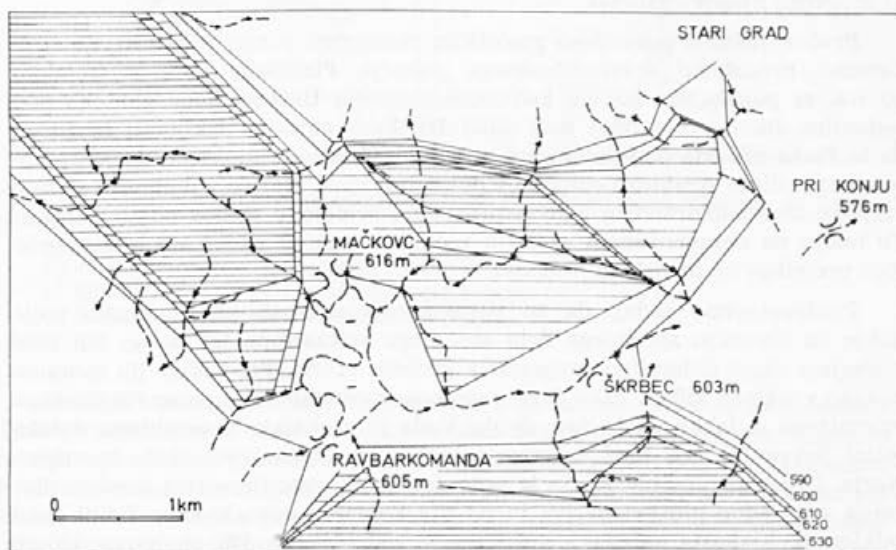 STARI GRAD
PRI KONJU
576m
MAČKOVC
616m
ŠKRBEC 603m
RAVBARKOMANDA
605m
0 1km
590
600
610
620
630